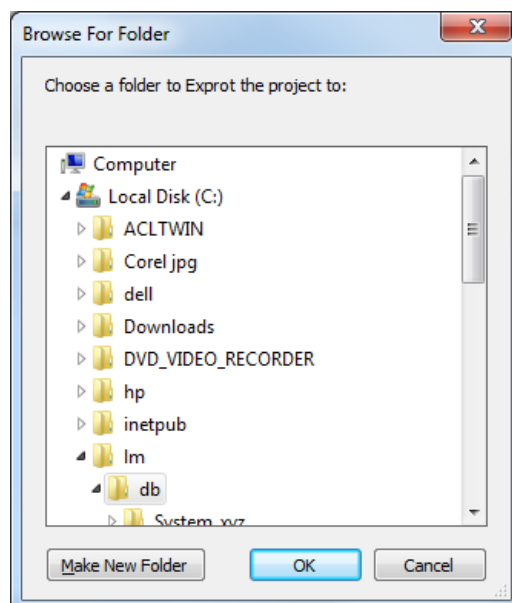 Browse For Folder
Choose a folder to Exprot the project to:
Computer
Local Disk (C:)
ACLTWIN
Corel jpg
dell
Downloads
DVD_VIDEO_RECORDER
hp
inetpub
lm
db
System_xyz
Make New Folder
OK
Cancel